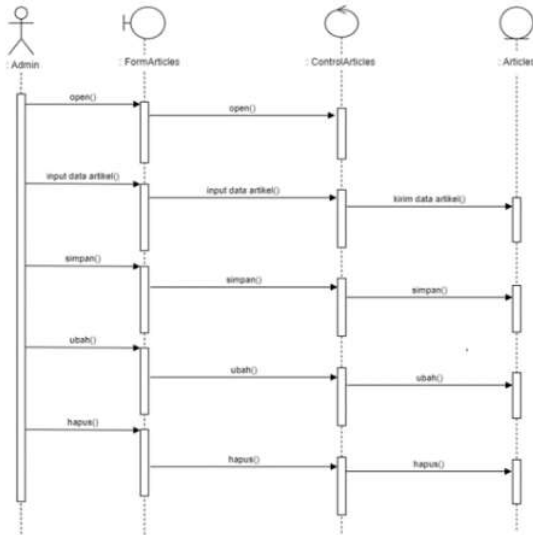 : Admin
: FormArticles
: ControlArticles
: Articles
open()
open()
input data artikel()
input data artikel()
kirim data artikel()
simpan()
simpan()
simpan()
ubah()
ubah()
ubah()
hapus()
hapus()
hapus()